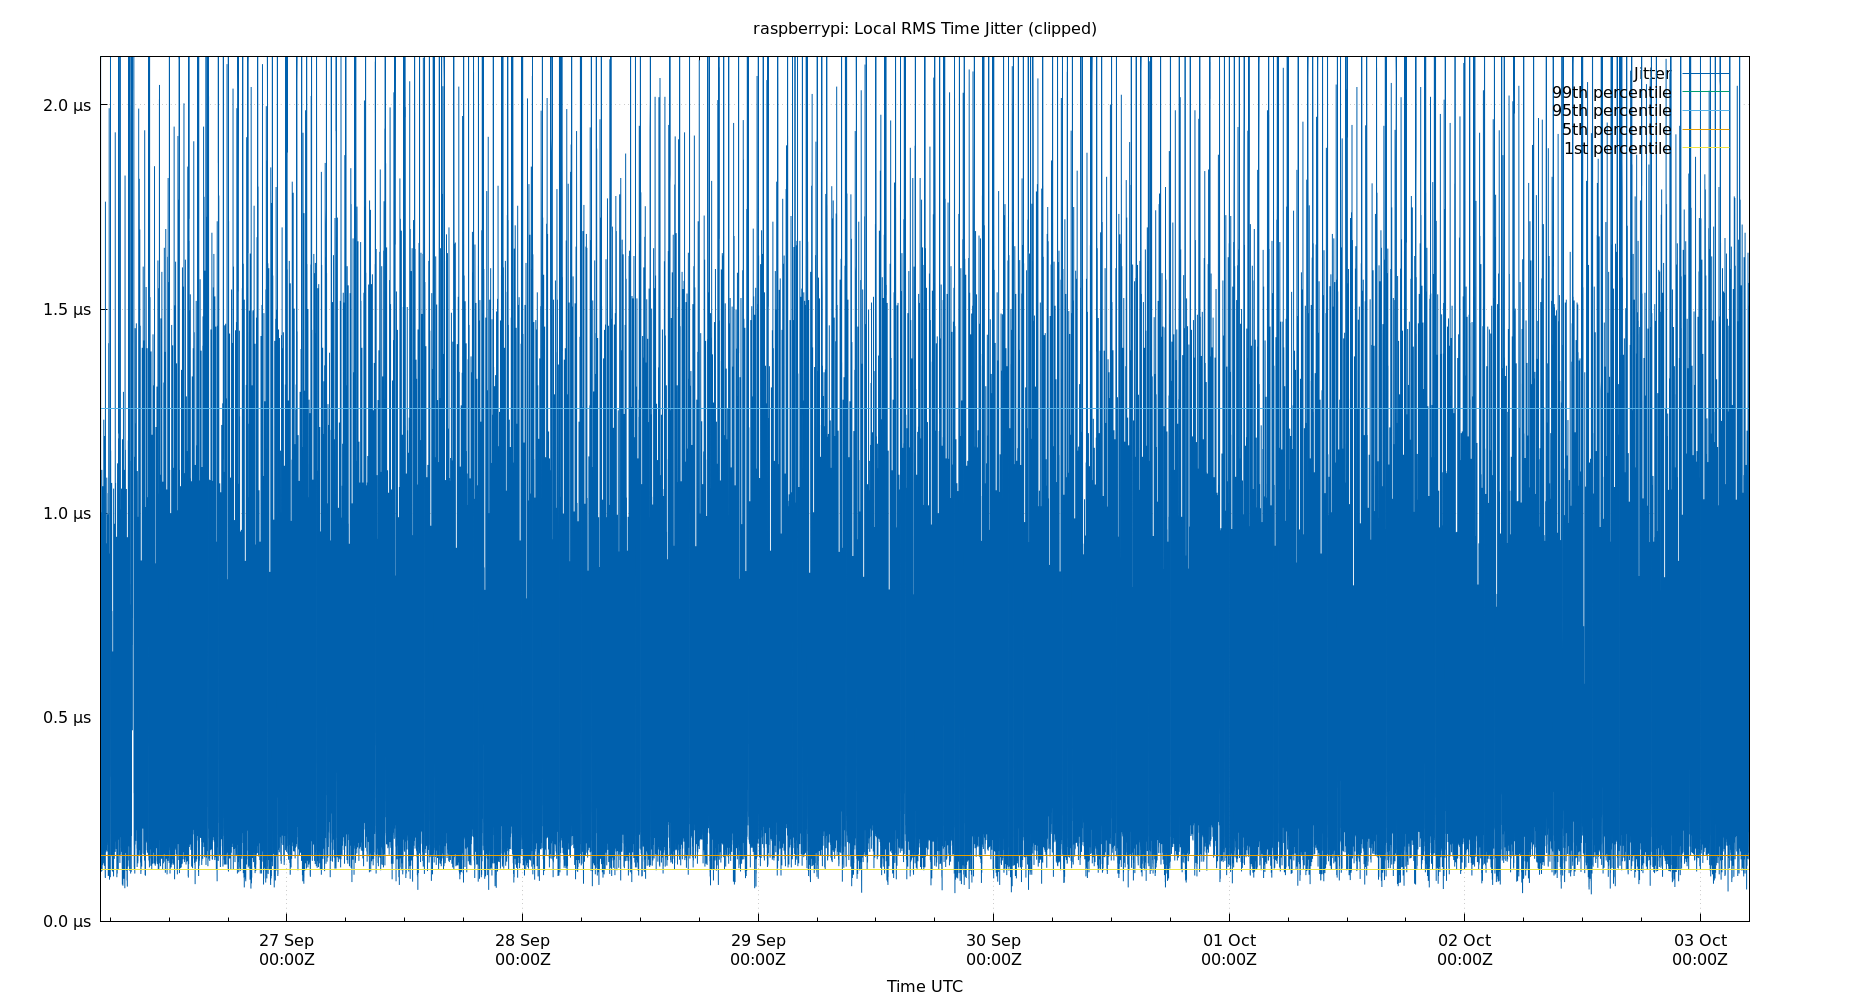 raspberrypi: Local RMS Time Jitter (clipped)
Jitter
99th percentile
95th percentile
5th percentile
1st percentile
2.0 µs
1.5 µs
1.0 µs
0.5 µs
0.0 µs
27 Sep 28 Sep 29 Sep 30 Sep 01 Oct 02 Oct 03 Oct
00:00Z 00:00Z 00:00Z 00:00Z 00:00Z 00:00Z 00:00Z
Time UTC